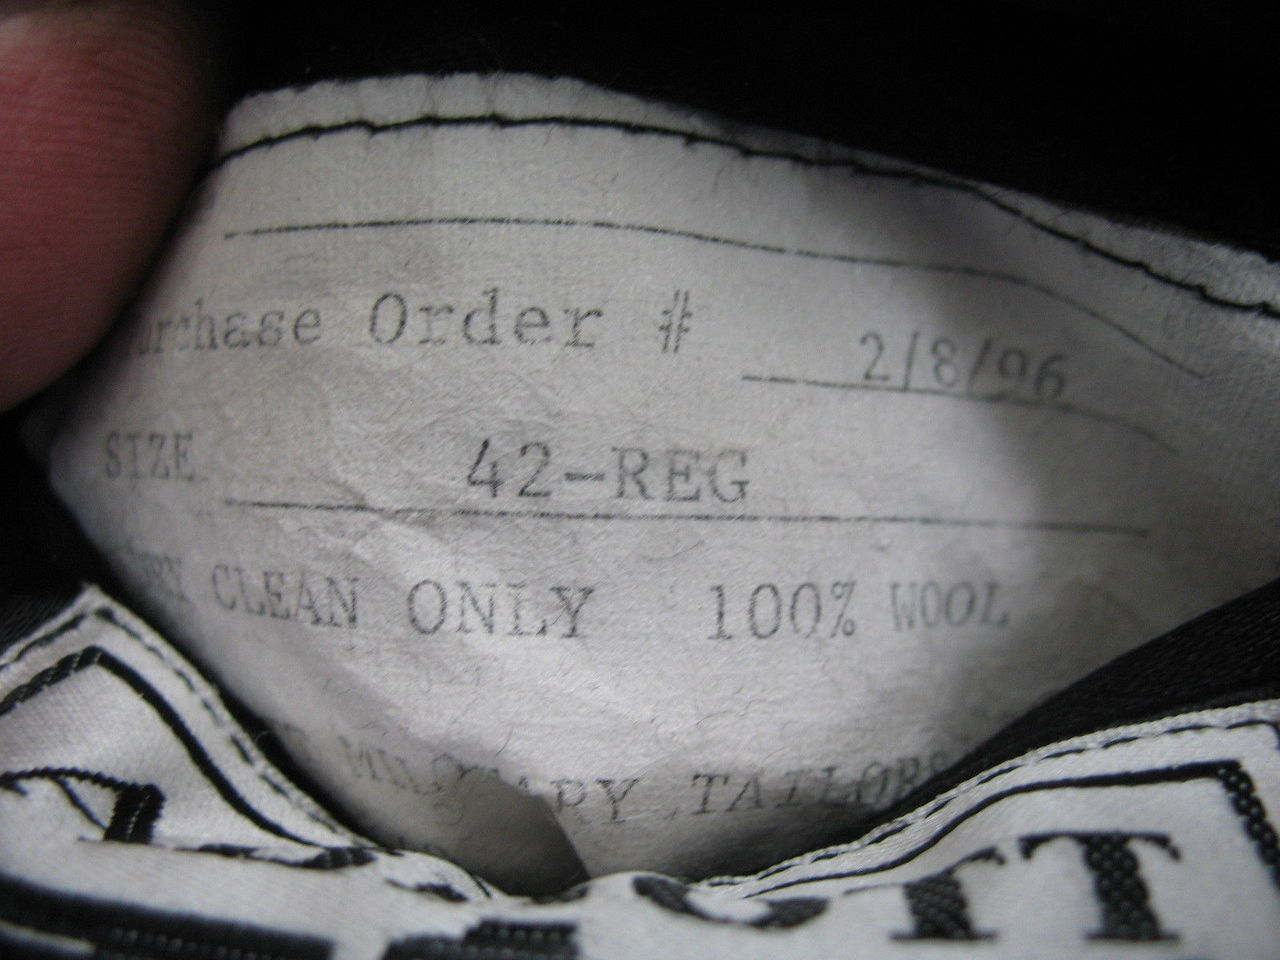 Purchase Order # 2/8/96
SIZE 42-REG
DRY CLEAN ONLY 100% WOOL
MILITARY TAILORS